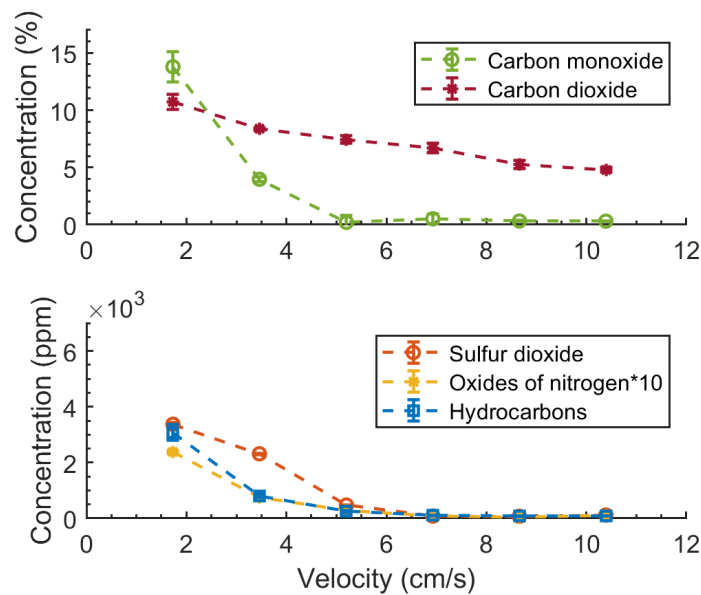 Concentration (%)
15
10
5
0
0 2 4 6 8 10 12
Carbon monoxide
Carbon dioxide
×10³
Concentration (ppm)
6
4
2
0
0 2 4 6 8 10 12
Sulfur dioxide
Oxides of nitrogen*10
Hydrocarbons
Velocity (cm/s)